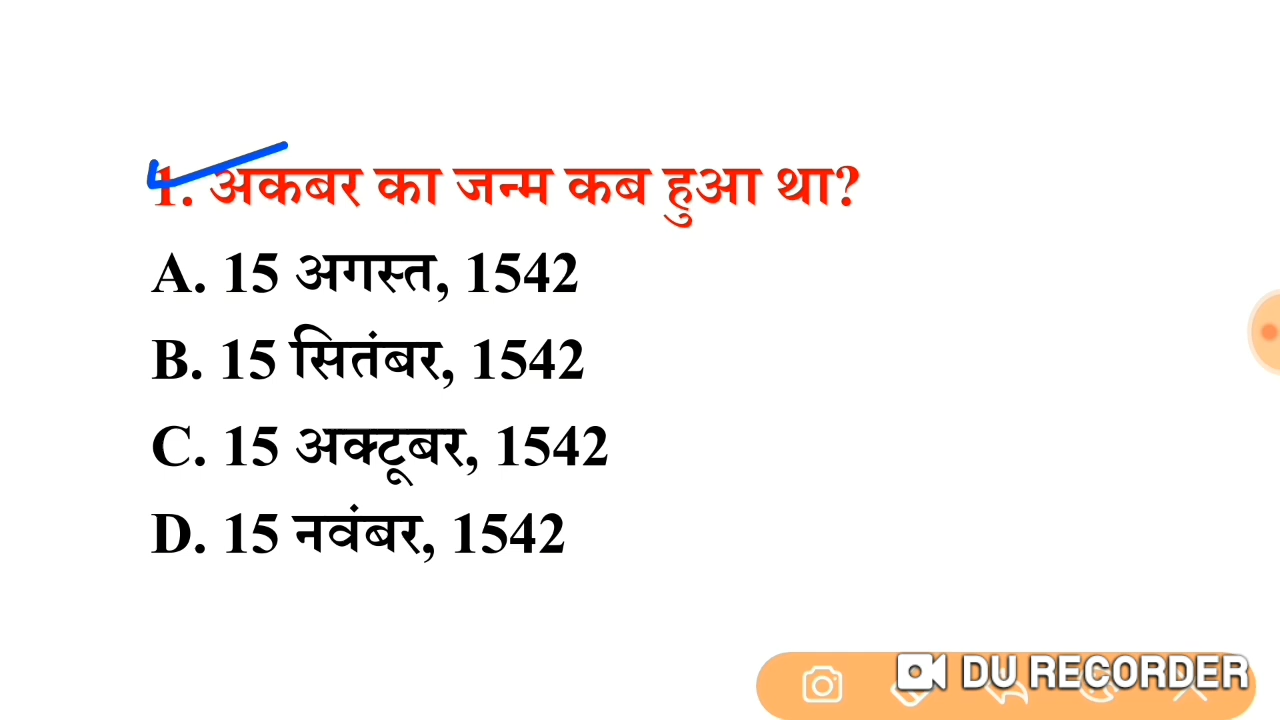 1. अकबर का जन्म कब हुआ था?
A. 15 अगस्त, 1542
B. 15 सितंबर, 1542
C. 15 अक्टूबर, 1542
D. 15 नवंबर, 1542
DU RECORDER